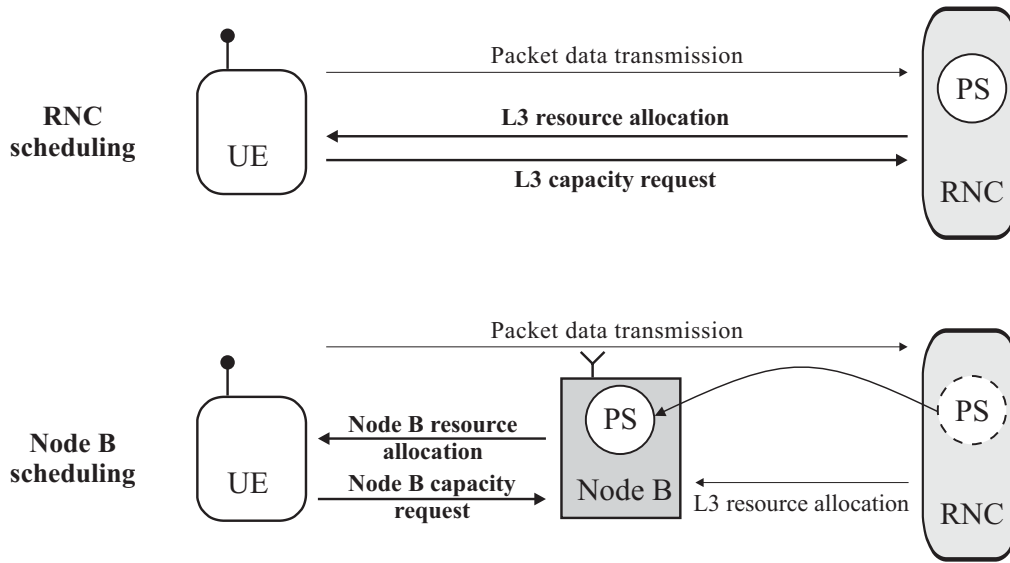 Packet data transmission
PS
RNC
scheduling
L3 resource allocation
UE
L3 capacity request
RNC
Packet data transmission
PS
PS
Node B
scheduling
Node B resource
allocation
UE
Node B capacity
request
Node B
L3 resource allocation
RNC